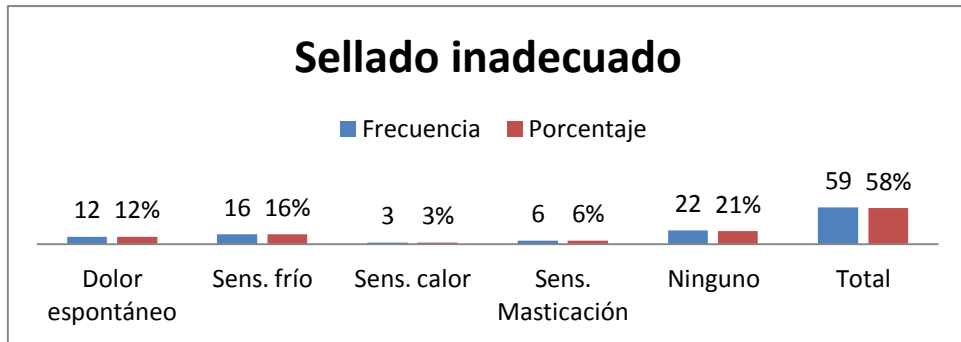 Sellado inadecuado
Frecuencia Porcentaje
12 12% 16 16% 3 3% 6 6% 22 21% 59 58%
Dolor espontáneo Sens. frío Sens. calor Sens. Masticación Ninguno Total